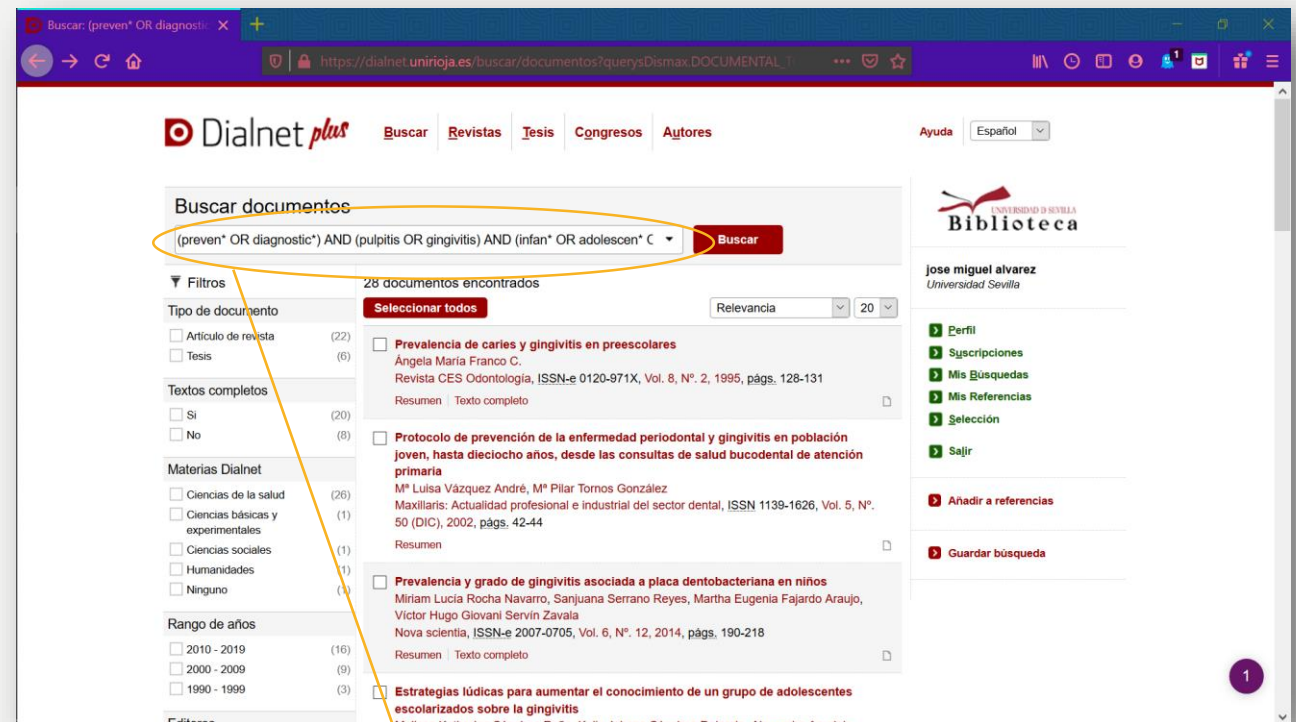 Buscar: (preven* OR diagnostic
https://dialnet.unirioja.es/buscar/documentos?querysDismax.DOCUMENTAL_T
1
Dialnet plus
Buscar
Revistas
Tesis
Congresos
Autores
Ayuda
Español
Buscar documentos
(preven* OR diagnostic*) AND (pulpitis OR gingivitis) AND (infan* OR adolescen* C
Buscar
UNIVERSIDAD D SEVILLA
Biblioteca
jose miguel alvarez
Universidad Sevilla
Perfil
Suscripciones
Mis Búsquedas
Mis Referencias
Selección
Salir
Añadir a referencias
Guardar búsqueda
Filtros
Tipo de documento
Artículo de revista (22)
Tesis (6)
Textos completos
Si (20)
No (8)
Materias Dialnet
Ciencias de la salud (26)
Ciencias básicas y (1)
experimentales
Ciencias sociales (1)
Humanidades (1)
Ninguno (1)
Rango de años
2010 - 2019 (16)
2000 - 2009 (9)
1990 - 1999 (3)
Editores
28 documentos encontrados
Seleccionar todos
Relevancia
20
Prevalencia de caries y gingivitis en preescolares
Ángela María Franco C.
Revista CES Odontología, ISSN-e 0120-971X, Vol. 8, Nº. 2, 1995, págs. 128-131
Resumen Texto completo
Protocolo de prevención de la enfermedad periodontal y gingivitis en población
joven, hasta dieciocho años, desde las consultas de salud bucodental de atención
primaria
Mª Luisa Vázquez André, Mª Pilar Tornos González
Maxillaris: Actualidad profesional e industrial del sector dental, ISSN 1139-1626, Vol. 5, Nº.
50 (DIC), 2002, págs. 42-44
Resumen
Prevalencia y grado de gingivitis asociada a placa dentobacteriana en niños
Miriam Lucía Rocha Navarro, Sanjuana Serrano Reyes, Martha Eugenia Fajardo Araujo,
Víctor Hugo Giovani Servín Zavala
Nova scientia, ISSN-e 2007-0705, Vol. 6, Nº. 12, 2014, págs. 190-218
Resumen Texto completo
Estrategias lúdicas para aumentar el conocimiento de un grupo de adolescentes
escolarizados sobre la gingivitis
1